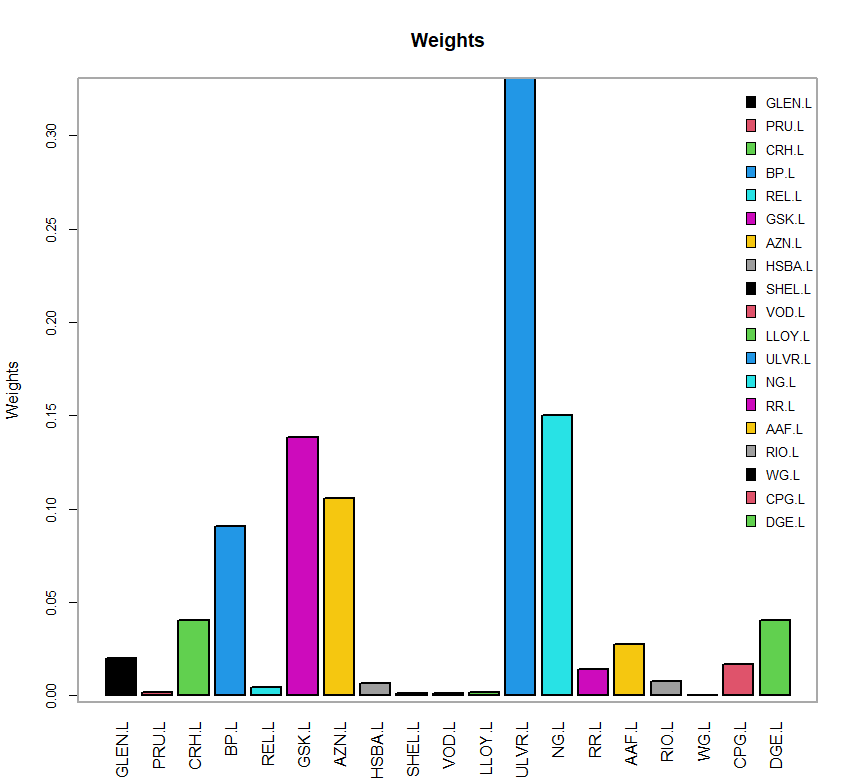 Weights
Weights
0.00
0.05
0.10
0.15
0.20
0.25
0.30
GLEN.L
PRU.L
CRH.L
BP.L
REL.L
GSK.L
AZN.L
HSBA.L
SHEL.L
VOD.L
LLOY.L
ULVR.L
NG.L
RR.L
AAF.L
RIO.L
WG.L
CPG.L
DGE.L
GLEN.L
PRU.L
CRH.L
BP.L
REL.L
GSK.L
AZN.L
HSBA.L
SHEL.L
VOD.L
LLOY.L
ULVR.L
NG.L
RR.L
AAF.L
RIO.L
WG.L
CPG.L
DGE.L